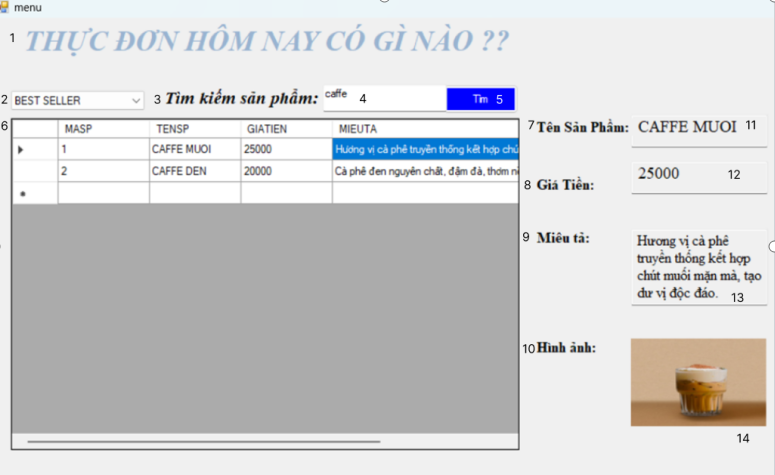 menu
1 THỰC ĐƠN HÔM NAY CÓ GÌ NÀO ??
2 BEST SELLER 3 Tìm kiếm sản phẩm: caffe 4 Tìm 5
6 MASP TENSP GIATIEN MIEUTA
1 CAFFE MUOI 25000 Hương vị cà phê truyền thống kết hợp chú
2 CAFFE DEN 20000 Cà phê đen nguyên chất, đậm đà, thơm n
7 Tên Sản Phẩm: CAFFE MUOI 11
8 Giá Tiền: 25000 12
9 Miêu tả: Hương vị cà phê
truyền thống kết hợp
chút muối mặn mà, tạo
dư vị độc đáo. 13
10 Hình ảnh:
14